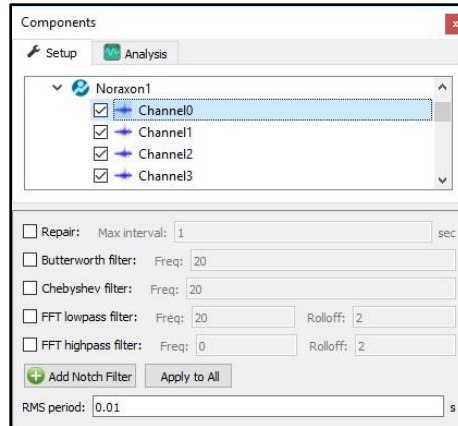 Components
x
Setup Analysis
Noraxon1
Channel0
Channel1
Channel2
Channel3
Repair: Max interval: 1 sec
Butterworth filter: Freq: 20
Chebyshev filter: Freq: 20
FFT lowpass filter: Freq: 20 Rolloff: 2
FFT highpass filter: Freq: 0 Rolloff: 2
Add Notch Filter Apply to All
RMS period: 0.01 s